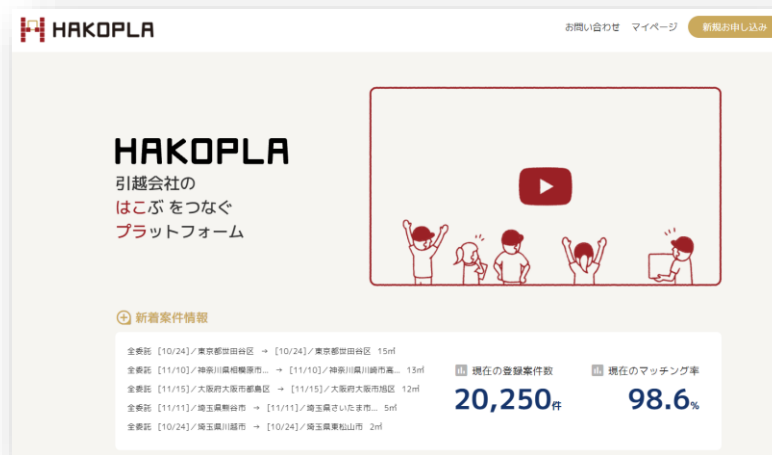 HAKOPLA
お問い合わせ マイページ 新規お申し込み
HAKOPLA
引越会社の
はこぶ をつなぐ
プラットフォーム
新着案件情報
全委託 [10/24]/東京都世田谷区 → [10/24]/東京都世田谷区 15㎥
全委託 [11/10]/神奈川県相模原市... → [11/10]/神奈川県川崎市高... 13㎥
全委託 [11/15]/大阪府大阪市都島区 → [11/15]/大阪府大阪市旭区 12㎥
全委託 [11/11]/埼玉県熊谷市 → [11/11]/埼玉県さいたま市... 5㎥
全委託 [10/24]/埼玉県川越市 → [10/24]/埼玉県東松山市 2㎥
現在の登録案件数
20,250件
現在のマッチング率
98.6%